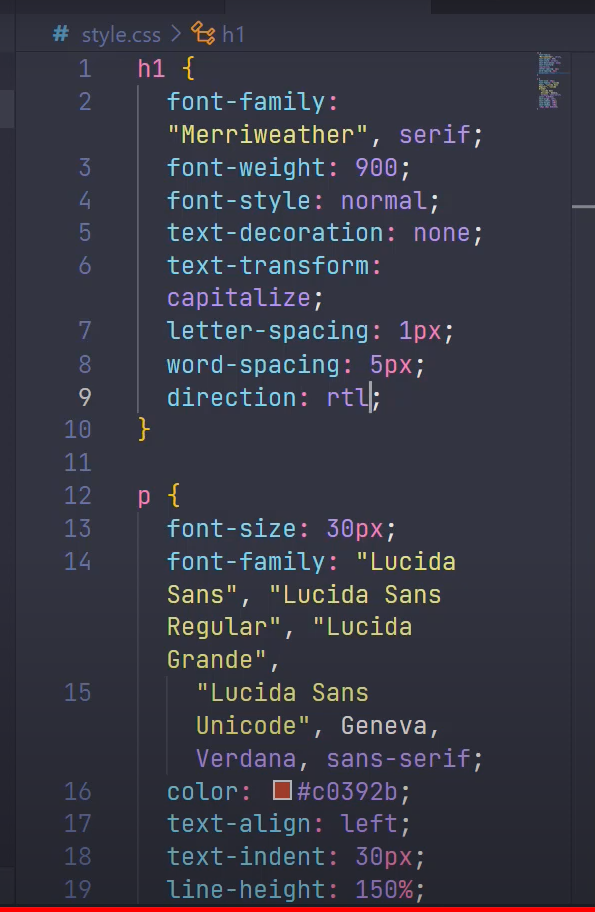 # style.css > h1
1 h1 {
2 font-family:
"Merriweather", serif;
3 font-weight: 900;
4 font-style: normal;
5 text-decoration: none;
6 text-transform:
capitalize;
7 letter-spacing: 1px;
8 word-spacing: 5px;
9 direction: rtl;
10 }
11
12 p {
13 font-size: 30px;
14 font-family: "Lucida
Sans", "Lucida Sans
Regular", "Lucida
Grande",
15 "Lucida Sans
Unicode", Geneva,
Verdana, sans-serif;
16 color: #c0392b;
17 text-align: left;
18 text-indent: 30px;
19 line-height: 150%;